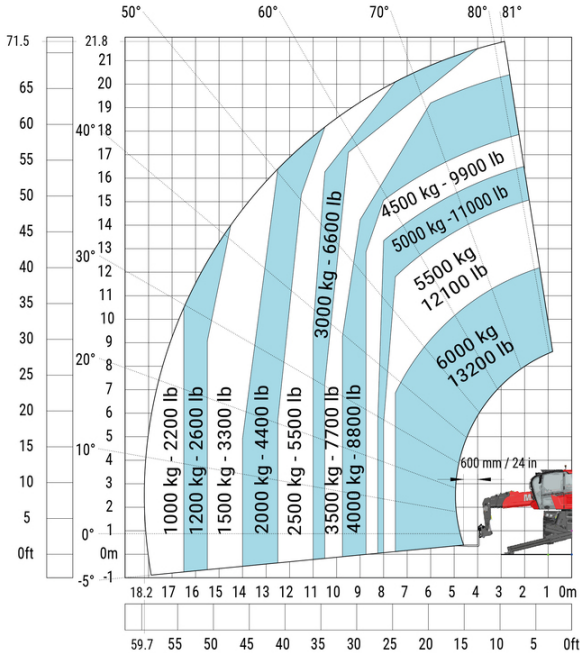 50° 60° 70° 80° 81°
71.5 21.8
21
65 20
19
60 40° 18
17
55 16
50 15
14
45 13
30° 12
40 11
35 10
9
30 20° 8
25 7
6
20 5
15 10° 4
10 3
2
5 0° 1
0ft 0m
-5° -1
1000 kg - 2200 lb
1200 kg - 2600 lb
1500 kg - 3300 lb
2000 kg - 4400 lb
2500 kg - 5500 lb
3000 kg - 6600 lb
3500 kg - 7700 lb
4000 kg - 8800 lb
4500 kg - 9900 lb
5000 kg -11000 lb
5500 kg
12100 lb
6000 kg
13200 lb
600 mm / 24 in
18.2 17 16 15 14 13 12 11 10 9 8 7 6 5 4 3 2 1 0m
59.7 55 50 45 40 35 30 25 20 15 10 5 0ft